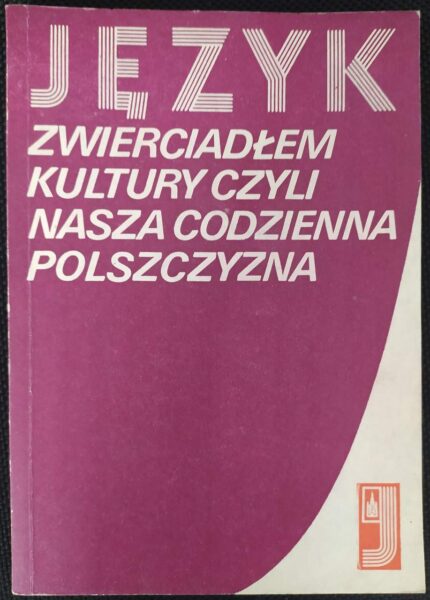 JĘZYK
ZWIERCIADŁEM
KULTURY CZYLI
NASZA CODZIENNA
POLSZCZYZNA